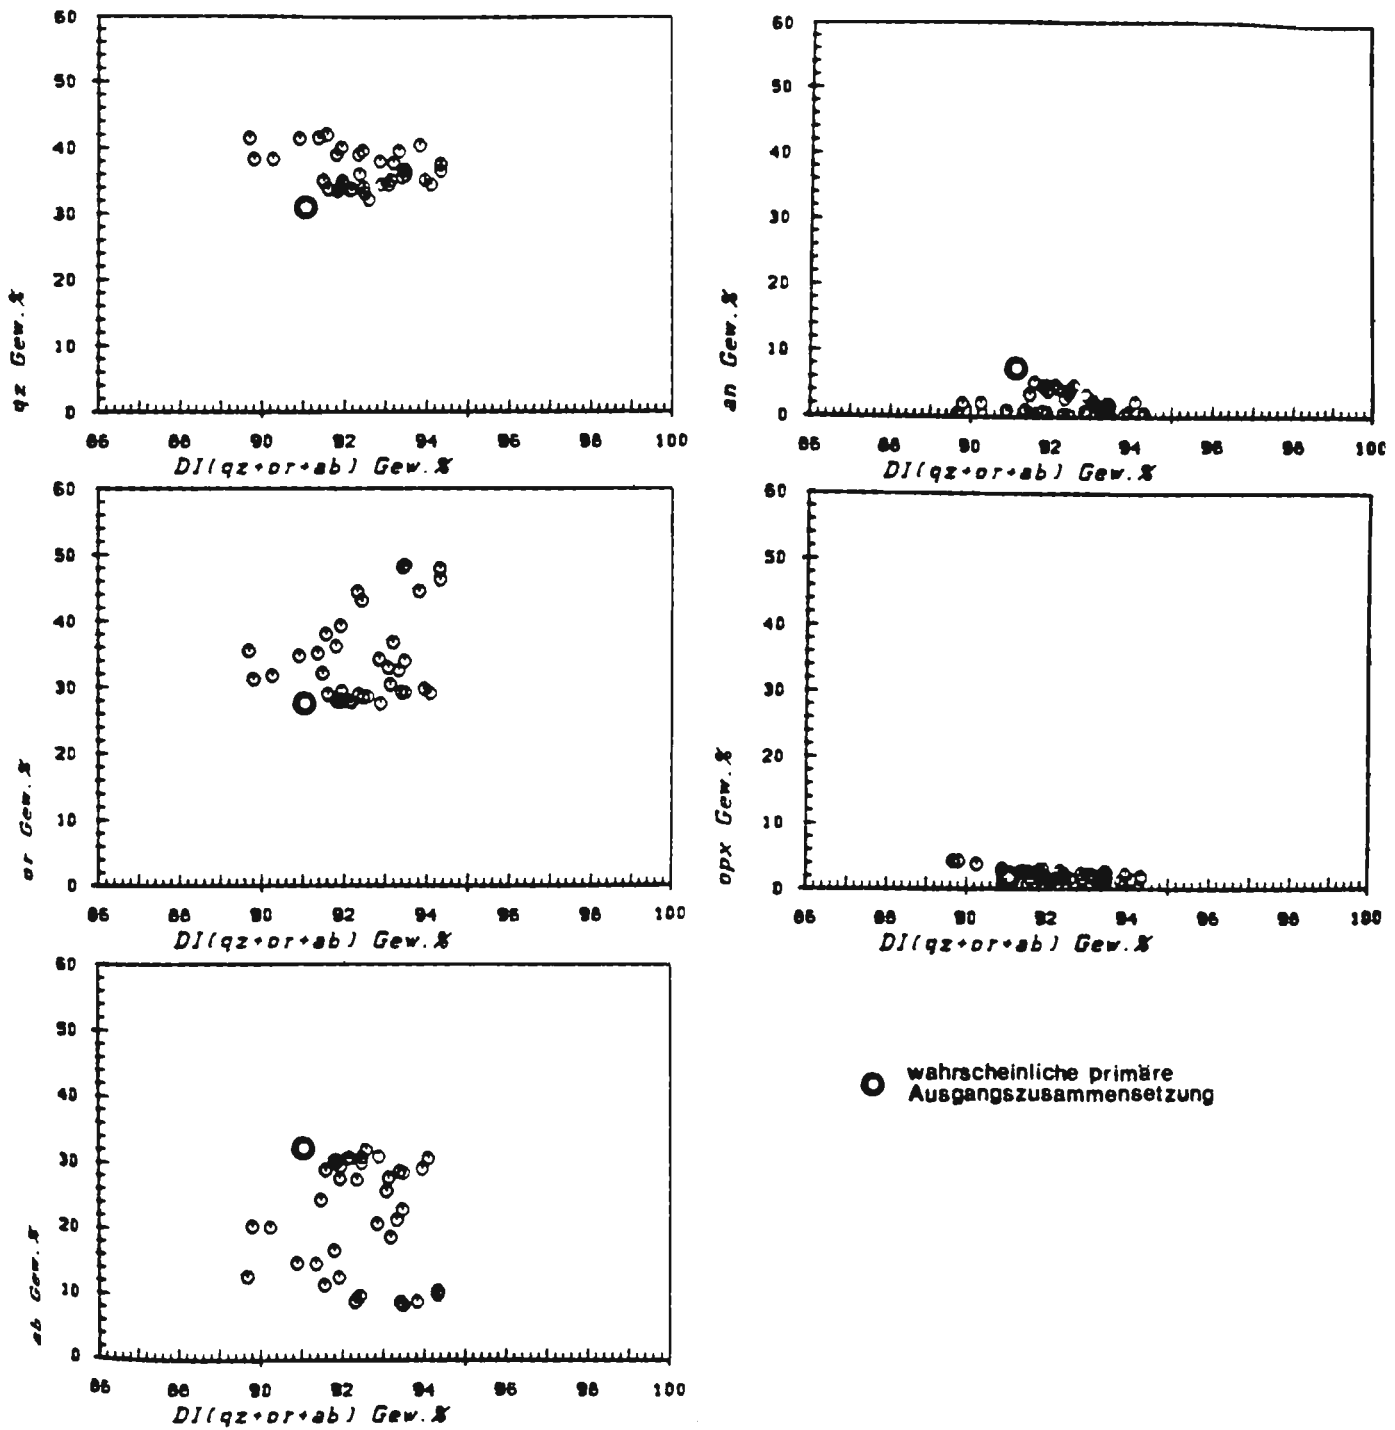 60
50
40
30
20
10
0
qz Gew.%
86 88 90 92 94 96 98 100
DI(qz+or+ab) Gew.%
60
50
40
30
20
10
0
an Gew.%
86 88 90 92 94 96 98 100
DI(qz+or+ab) Gew.%
60
50
40
30
20
10
0
or Gew.%
86 88 90 92 94 96 98 100
DI(qz+or+ab) Gew.%
60
50
40
30
20
10
0
opx Gew.%
86 88 90 92 94 96 98 100
DI(qz+or+ab) Gew.%
60
50
40
30
20
10
0
ab Gew.%
86 88 90 92 94 96 98 100
DI(qz+or+ab) Gew.%
wahrscheinliche primäre
Ausgangszusammensetzung